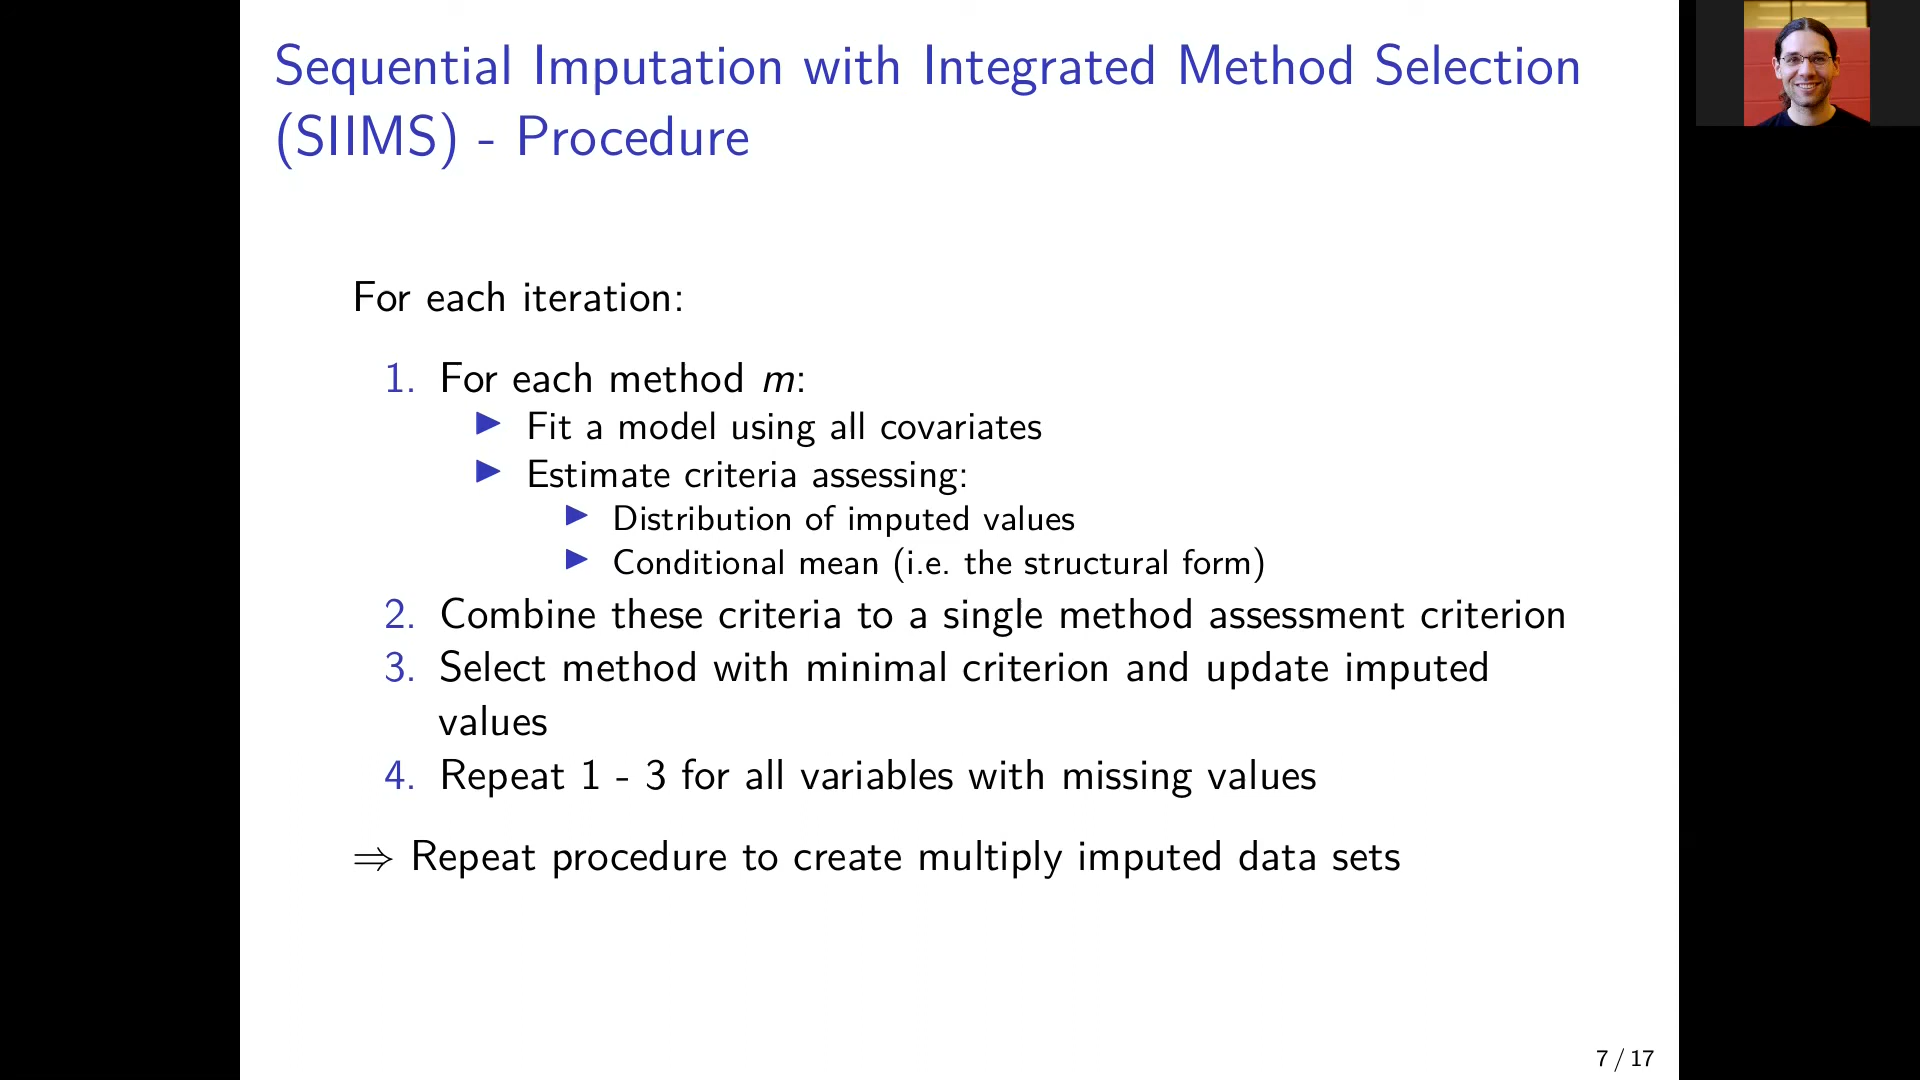 Sequential Imputation with Integrated Method Selection
(SIIMS) - Procedure
For each iteration:
1. For each method m:
▶ Fit a model using all covariates
▶ Estimate criteria assessing:
▶ Distribution of imputed values
▶ Conditional mean (i.e. the structural form)
2. Combine these criteria to a single method assessment criterion
3. Select method with minimal criterion and update imputed
values
4. Repeat 1 - 3 for all variables with missing values
⇒ Repeat procedure to create multiply imputed data sets
7 / 17